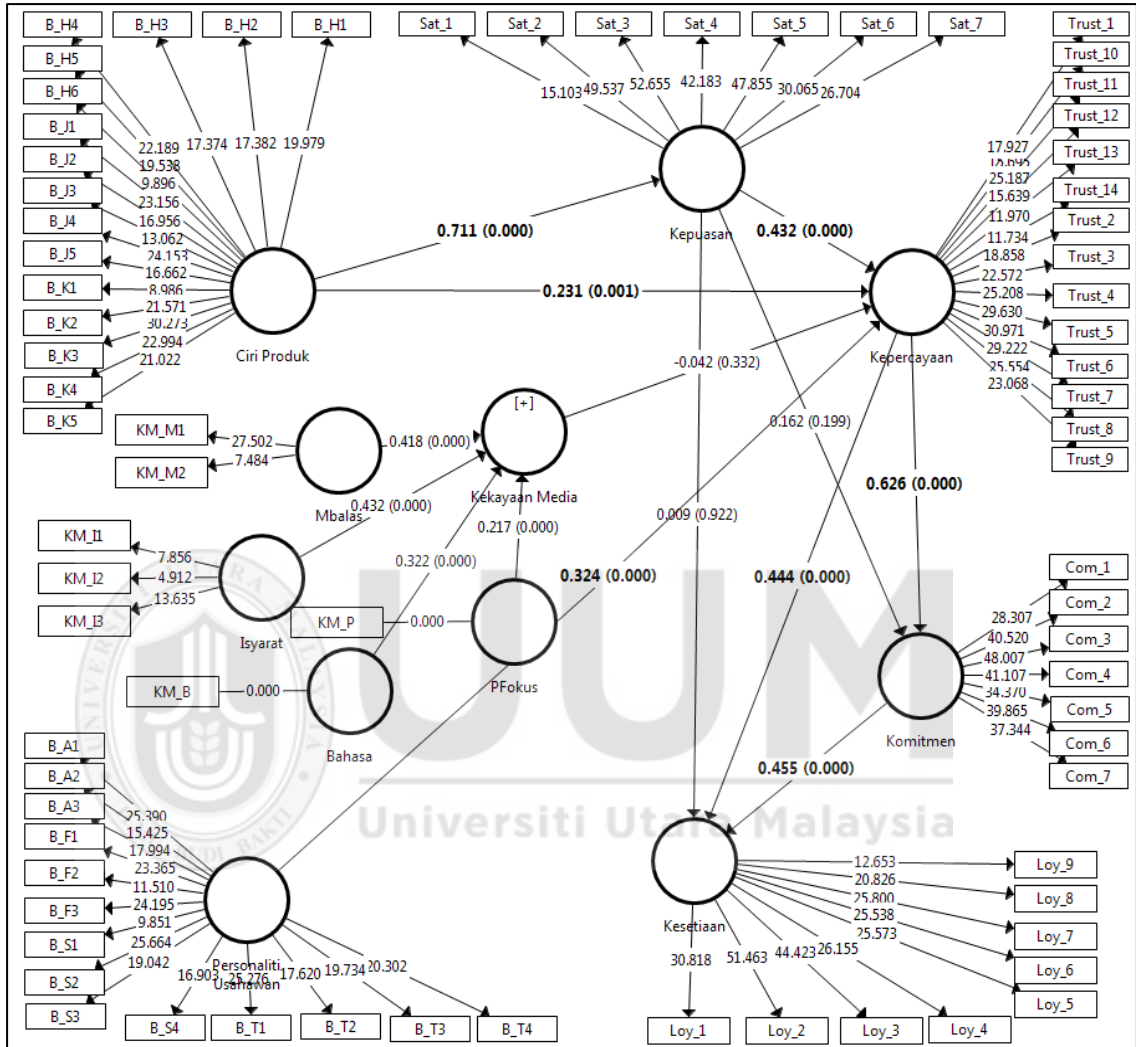 B_H4
B_H3
B_H2
B_H1
Sat_1
Sat_2
Sat_3
Sat_4
Sat_5
Sat_6
Sat_7
Trust_1
B_H5
B_H6
B_J1
B_J2
B_J3
B_J4
B_J5
B_K1
B_K2
B_K3
B_K4
B_K5
22.189
19.538
9.896
23.156
16.956
13.062
24.153
16.662
8.986
21.571
30.273
22.994
21.022
17.374
17.382
19.979
Ciri Produk
15.103
49.537
52.655
42.183
47.855
30.065
26.704
Kepuasan
0.711 (0.000)
0.432 (0.000)
0.231 (0.001)
Trust_10
Trust_11
Trust_12
Trust_13
Trust_14
Trust_2
Trust_3
Trust_4
Trust_5
Trust_6
Trust_7
Trust_8
Trust_9
17.927
25.187
15.639
11.970
11.734
18.858
22.572
25.208
29.630
30.971
29.222
25.554
23.068
Kepercayaan
-0.042 (0.332)
0.162 (0.199)
0.626 (0.000)
0.009 (0.922)
0.444 (0.000)
0.324 (0.000)
KM_M1
KM_M2
27.502
7.484
Mbalas
0.418 (0.000)
[+]
Kekayaan Media
0.432 (0.000)
0.217 (0.000)
0.322 (0.000)
KM_I1
KM_I2
KM_I3
7.856
4.912
13.635
Isyarat
KM_P
0.000
PFokus
KM_B
0.000
Bahasa
Com_1
Com_2
Com_3
Com_4
Com_5
Com_6
Com_7
28.307
40.520
48.007
41.107
34.370
39.865
37.344
Komitmen
0.455 (0.000)
UUM
Universiti Utara Malaysia
UNIVERSITI UTARA MALAYSIA
BUDI BAKTI
B_A1
B_A2
B_A3
B_F1
B_F2
B_F3
B_S1
B_S2
B_S3
B_S4
B_T1
B_T2
B_T3
B_T4
25.390
15.425
17.994
23.365
11.510
24.195
9.851
25.664
19.042
16.903
25.276
17.620
19.734
20.302
Personaliti
Usahawan
Kesetiaan
12.653
20.826
25.800
25.538
25.573
26.155
44.423
51.463
30.818
Loy_9
Loy_8
Loy_7
Loy_6
Loy_5
Loy_1
Loy_2
Loy_3
Loy_4